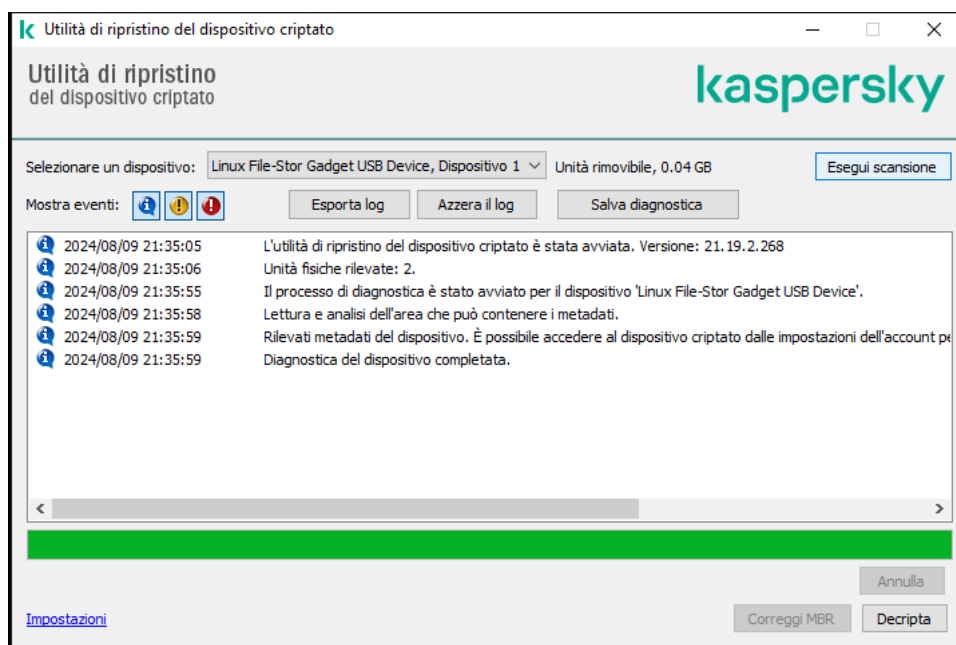 Utilità di ripristino del dispositivo criptato
Utilità di ripristino
del dispositivo criptato
kaspersky
Selezionare un dispositivo: Linux File-Stor Gadget USB Device, Dispositivo 1 Unità rimovibile, 0.04 GB Esegui scansione
Mostra eventi: Esporta log Azzera il log Salva diagnostica
2024/08/09 21:35:05 L'utilità di ripristino del dispositivo criptato è stata avviata. Versione: 21.19.2.268
2024/08/09 21:35:06 Unità fisiche rilevate: 2.
2024/08/09 21:35:55 Il processo di diagnostica è stato avviato per il dispositivo 'Linux File-Stor Gadget USB Device'.
2024/08/09 21:35:58 Lettura e analisi dell'area che può contenere i metadati.
2024/08/09 21:35:59 Rilevati metadati del dispositivo. È possibile accedere al dispositivo criptato dalle impostazioni dell'account pe
2024/08/09 21:35:59 Diagnostica del dispositivo completata.
Annulla
Impostazioni Correggi MBR Decripta